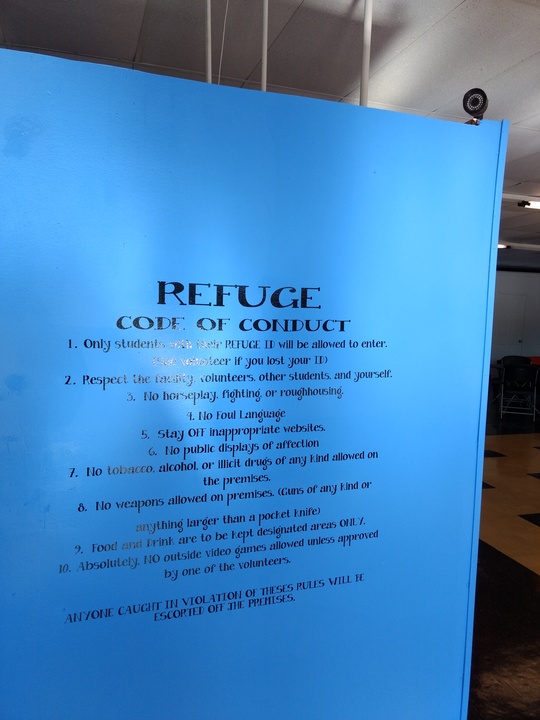 REFUGE
CODE OF CONDUCT
1. Only students with their REFUGE ID will be allowed to enter.
volunteer if you lost your ID)
2. Respect the facility, volunteers, other students, and yourself.
3. No horseplay, fighting, or roughhousing.
4. No Foul Language
5. Stay OFF inappropriate websites.
6. No public displays of affection
7. No tobacco, alcohol, or illicit drugs of any kind allowed on
the premises.
8. No weapons allowed on premises. (Guns of any kind or
anything larger than a pocket knife)
9. Food and Drink are to be kept designated areas ONLY.
10. Absolutely, NO outside video games allowed unless approved
by one of the volunteers.
ANYONE CAUGHT IN VIOLATION OF THESES RULES WILL BE
ESCORTED OFF THE PREMISES.